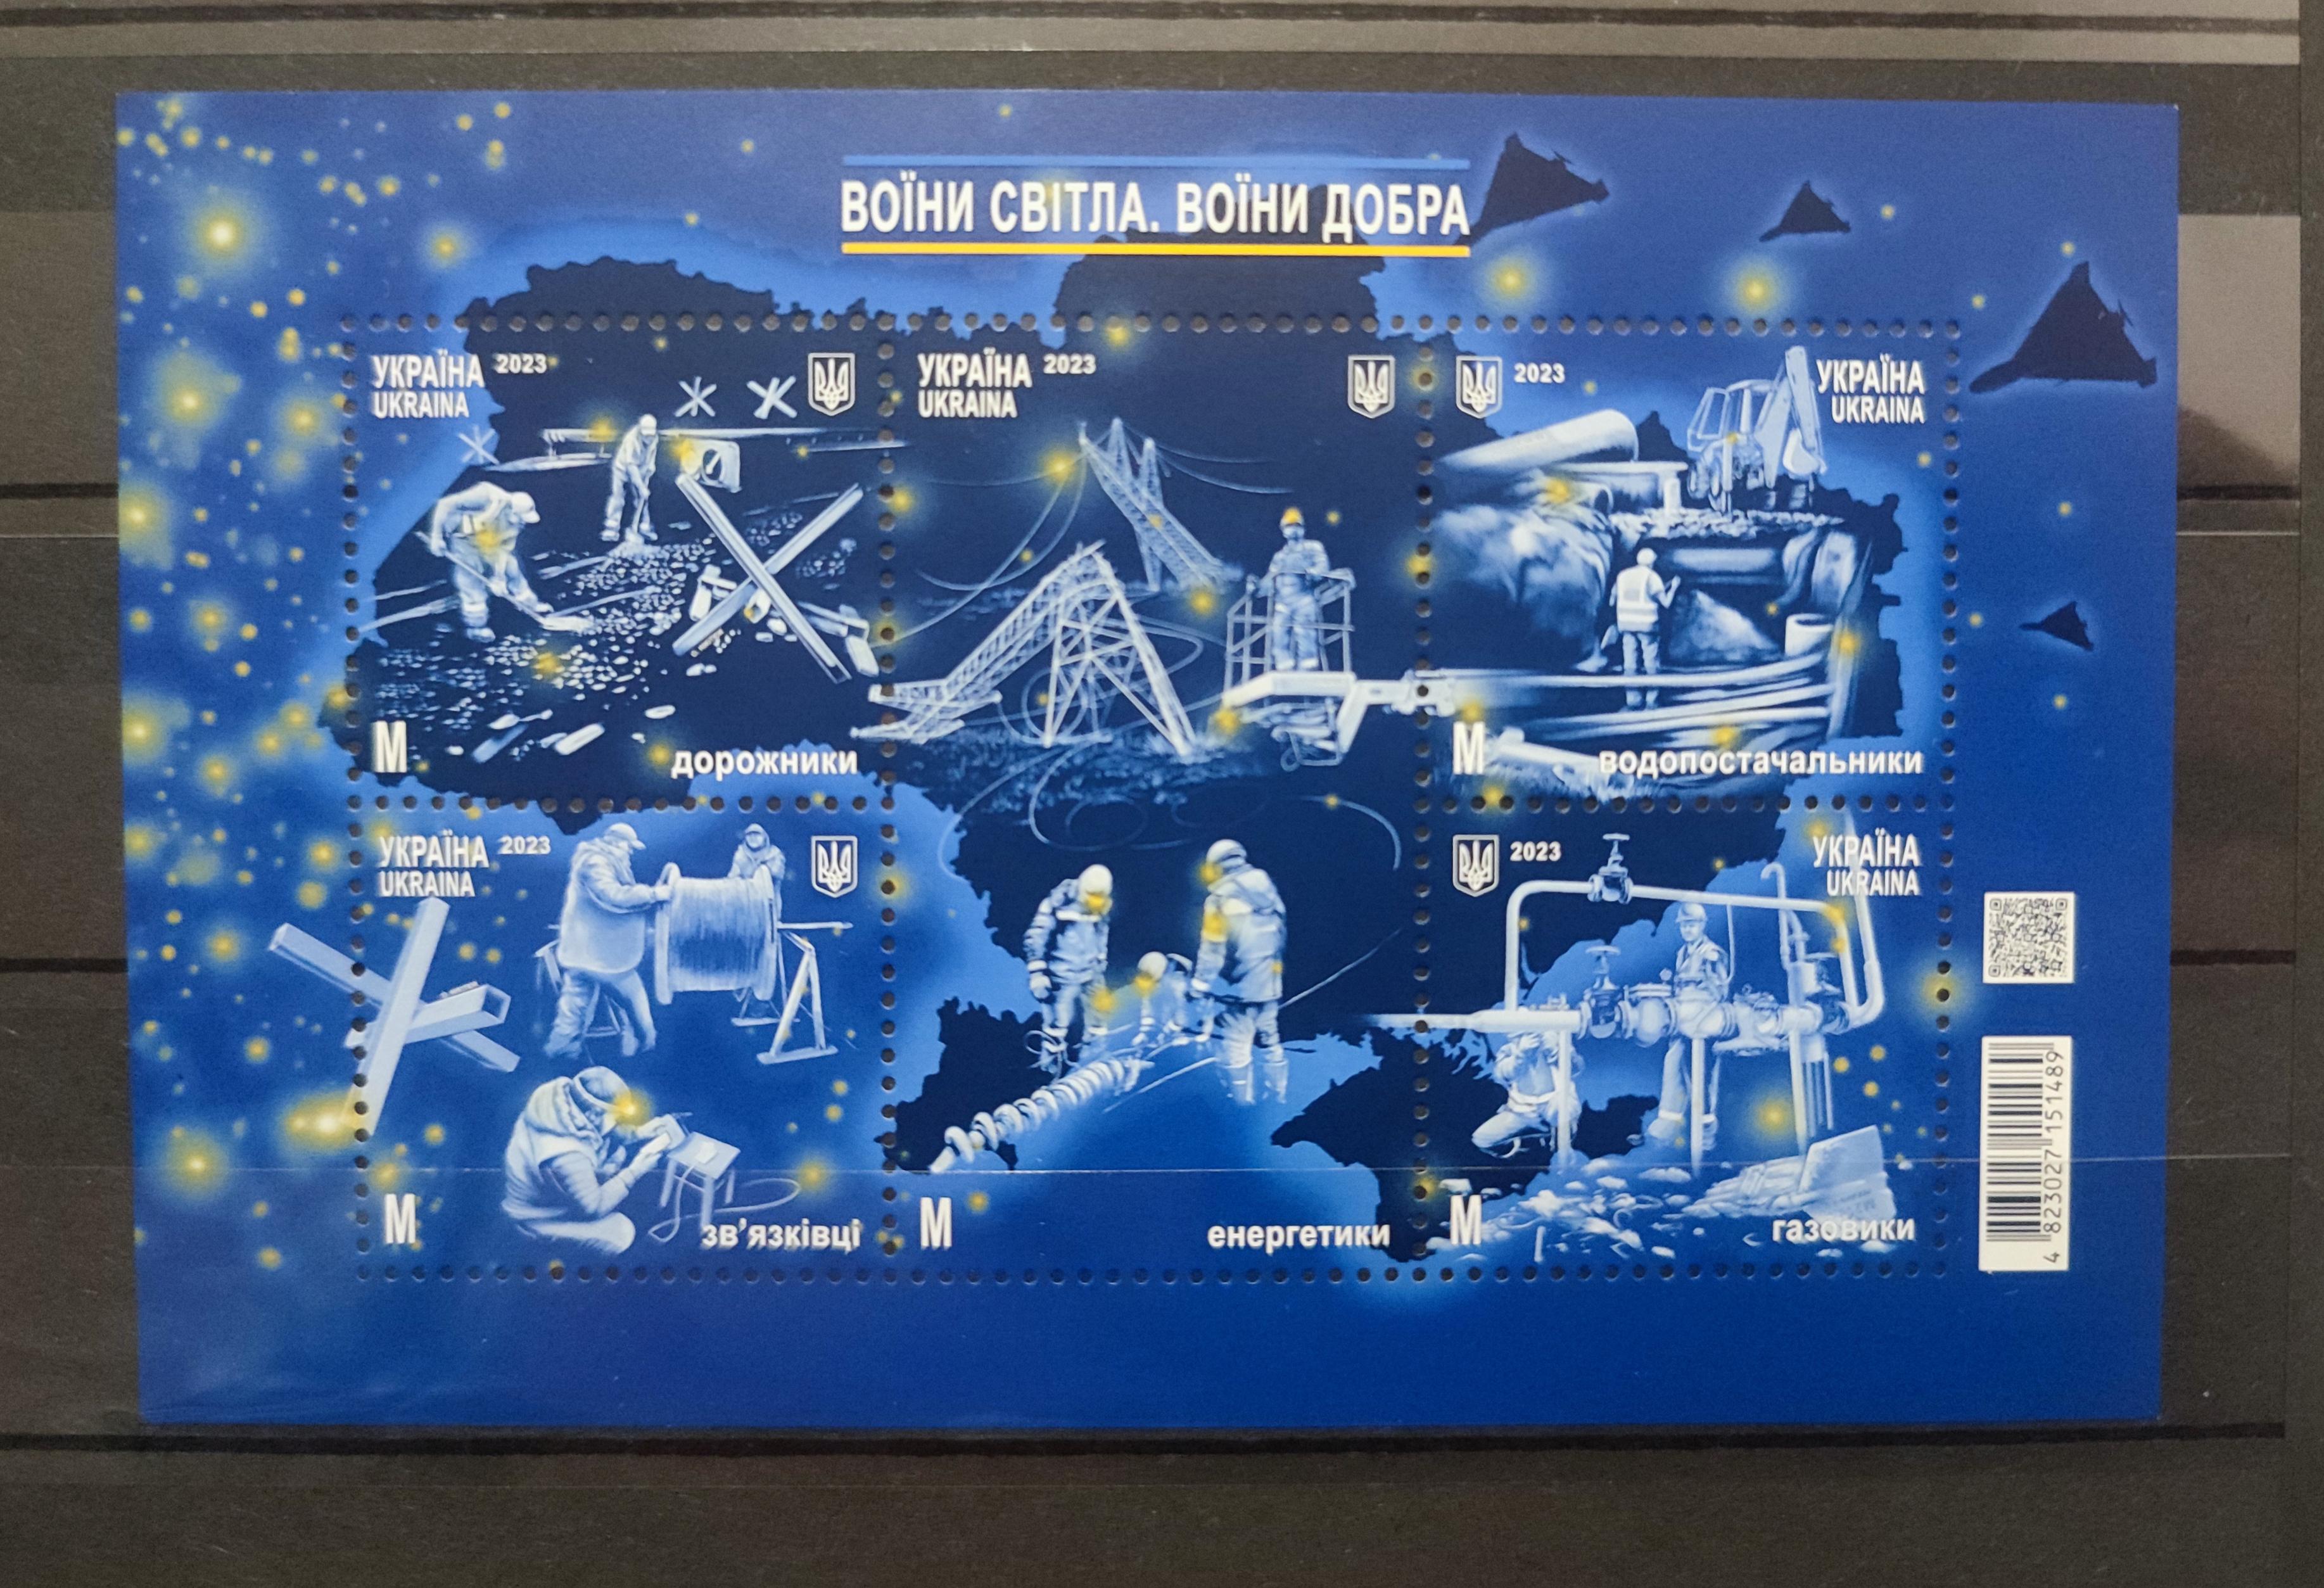 ВОЇНИ СВІТЛА. ВОЇНИ ДОБРА
УКРАЇНА 2023
UKRAINA
М
дорожники
УКРАЇНА 2023
UKRAINA
2023 УКРАЇНА
UKRAINA
М
водопостачальники
УКРАЇНА 2023
UKRAINA
М
зв'язківці
М
енергетики
2023 УКРАЇНА
UKRAINA
М
газовики
4 823027 151489